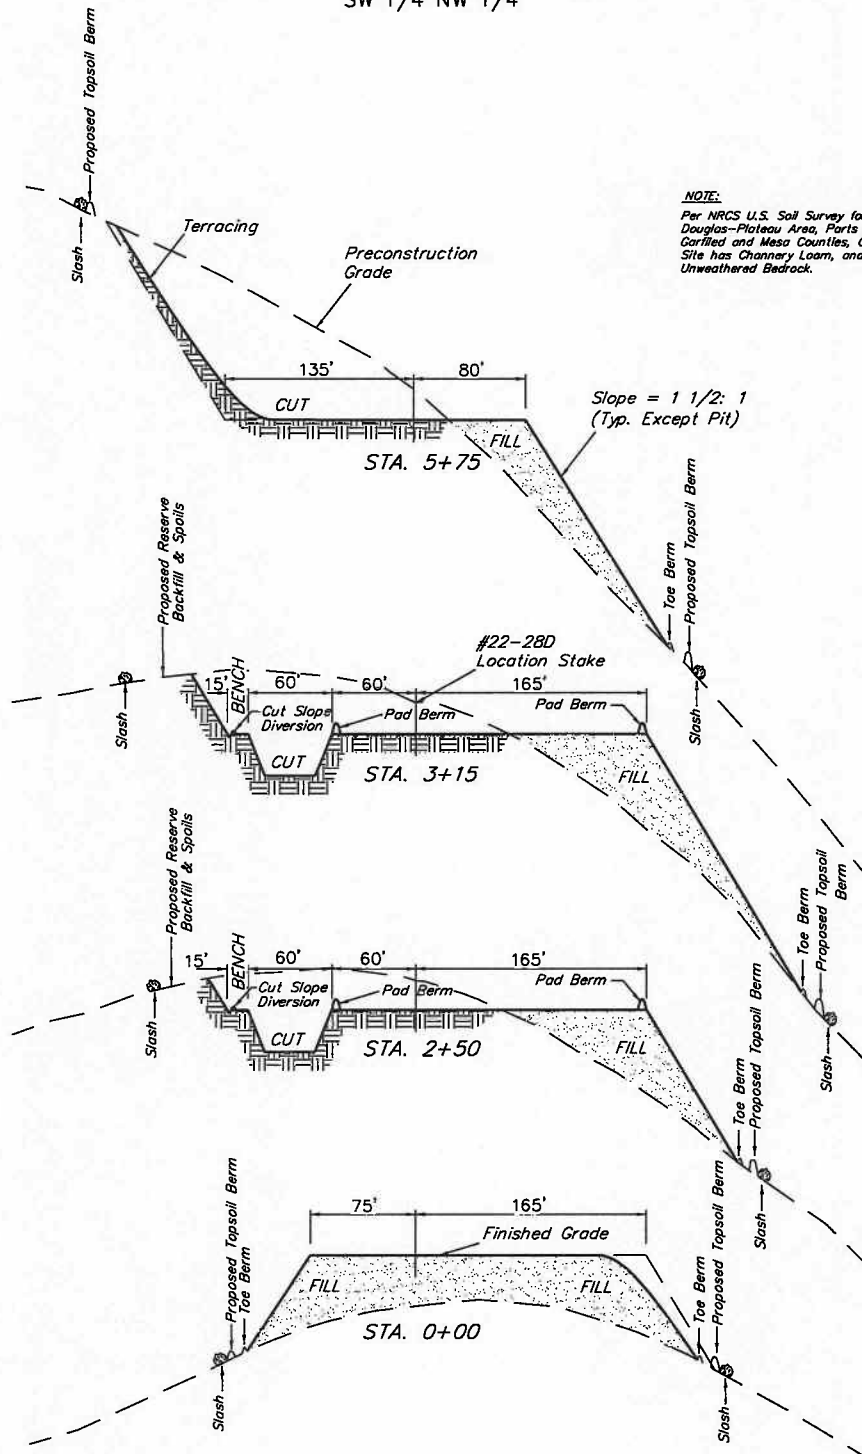 SW 1/4 NW 1/4
Proposed Topsoil Berm
Slash
Terracing
Preconstruction
Grade
NOTE:
Per NRCS U.S. Soil Survey fo
Douglas-Plateau Area, Parts
Garfiled and Mesa Counties, C
Site has Channery Loam, and
Unweathered Bedrock.
135'
80'
CUT
FILL
Slope = 1 1/2: 1
(Typ. Except Pit)
STA. 5+75
Toe Berm
Proposed Topsoil Berm
Slash
Proposed Reserve
Backfill & Spoils
Slash
15'
BENCH
60'
60'
#22-28D
Location Stake
165'
Cut Slope
Diversion
Pad Berm
Pad Berm
CUT
STA. 3+15
FILL
Toe Berm
Proposed Topsoil
Berm
Slash
Proposed Reserve
Backfill & Spoils
Slash
15'
BENCH
60'
60'
165'
Cut Slope
Diversion
Pad Berm
Pad Berm
CUT
STA. 2+50
FILL
Toe Berm
Proposed Topsoil Berm
Slash
75'
165'
Finished Grade
Proposed Topsoil Berm
Toe Berm
Slash
FILL
FILL
STA. 0+00
Toe Berm
Proposed Topsoil Berm
Slash